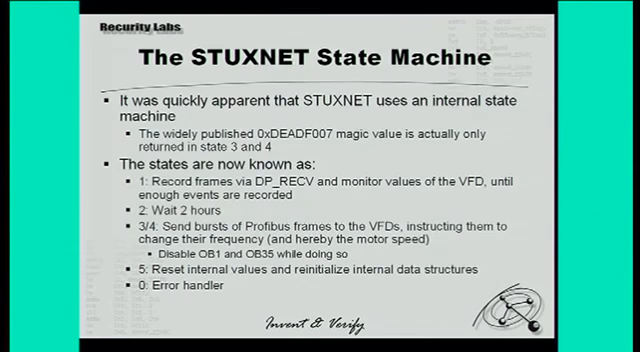 Recurity Labs
The STUXNET State Machine
It was quickly apparent that STUXNET uses an internal state
machine
The widely published 0xDEADF007 magic value is actually only
returned in state 3 and 4
The states are now known as:
1: Record frames via DP_RECV and monitor values of the VFD, until
enough events are recorded
2: Wait 2 hours
3/4: Send bursts of Profibus frames to the VFDs, instructing them to
change their frequency (and hereby the motor speed)
Disable OB1 and OB35 while doing so
5: Reset internal values and reinitialize internal data structures
0: Error handler
Invent & Verify